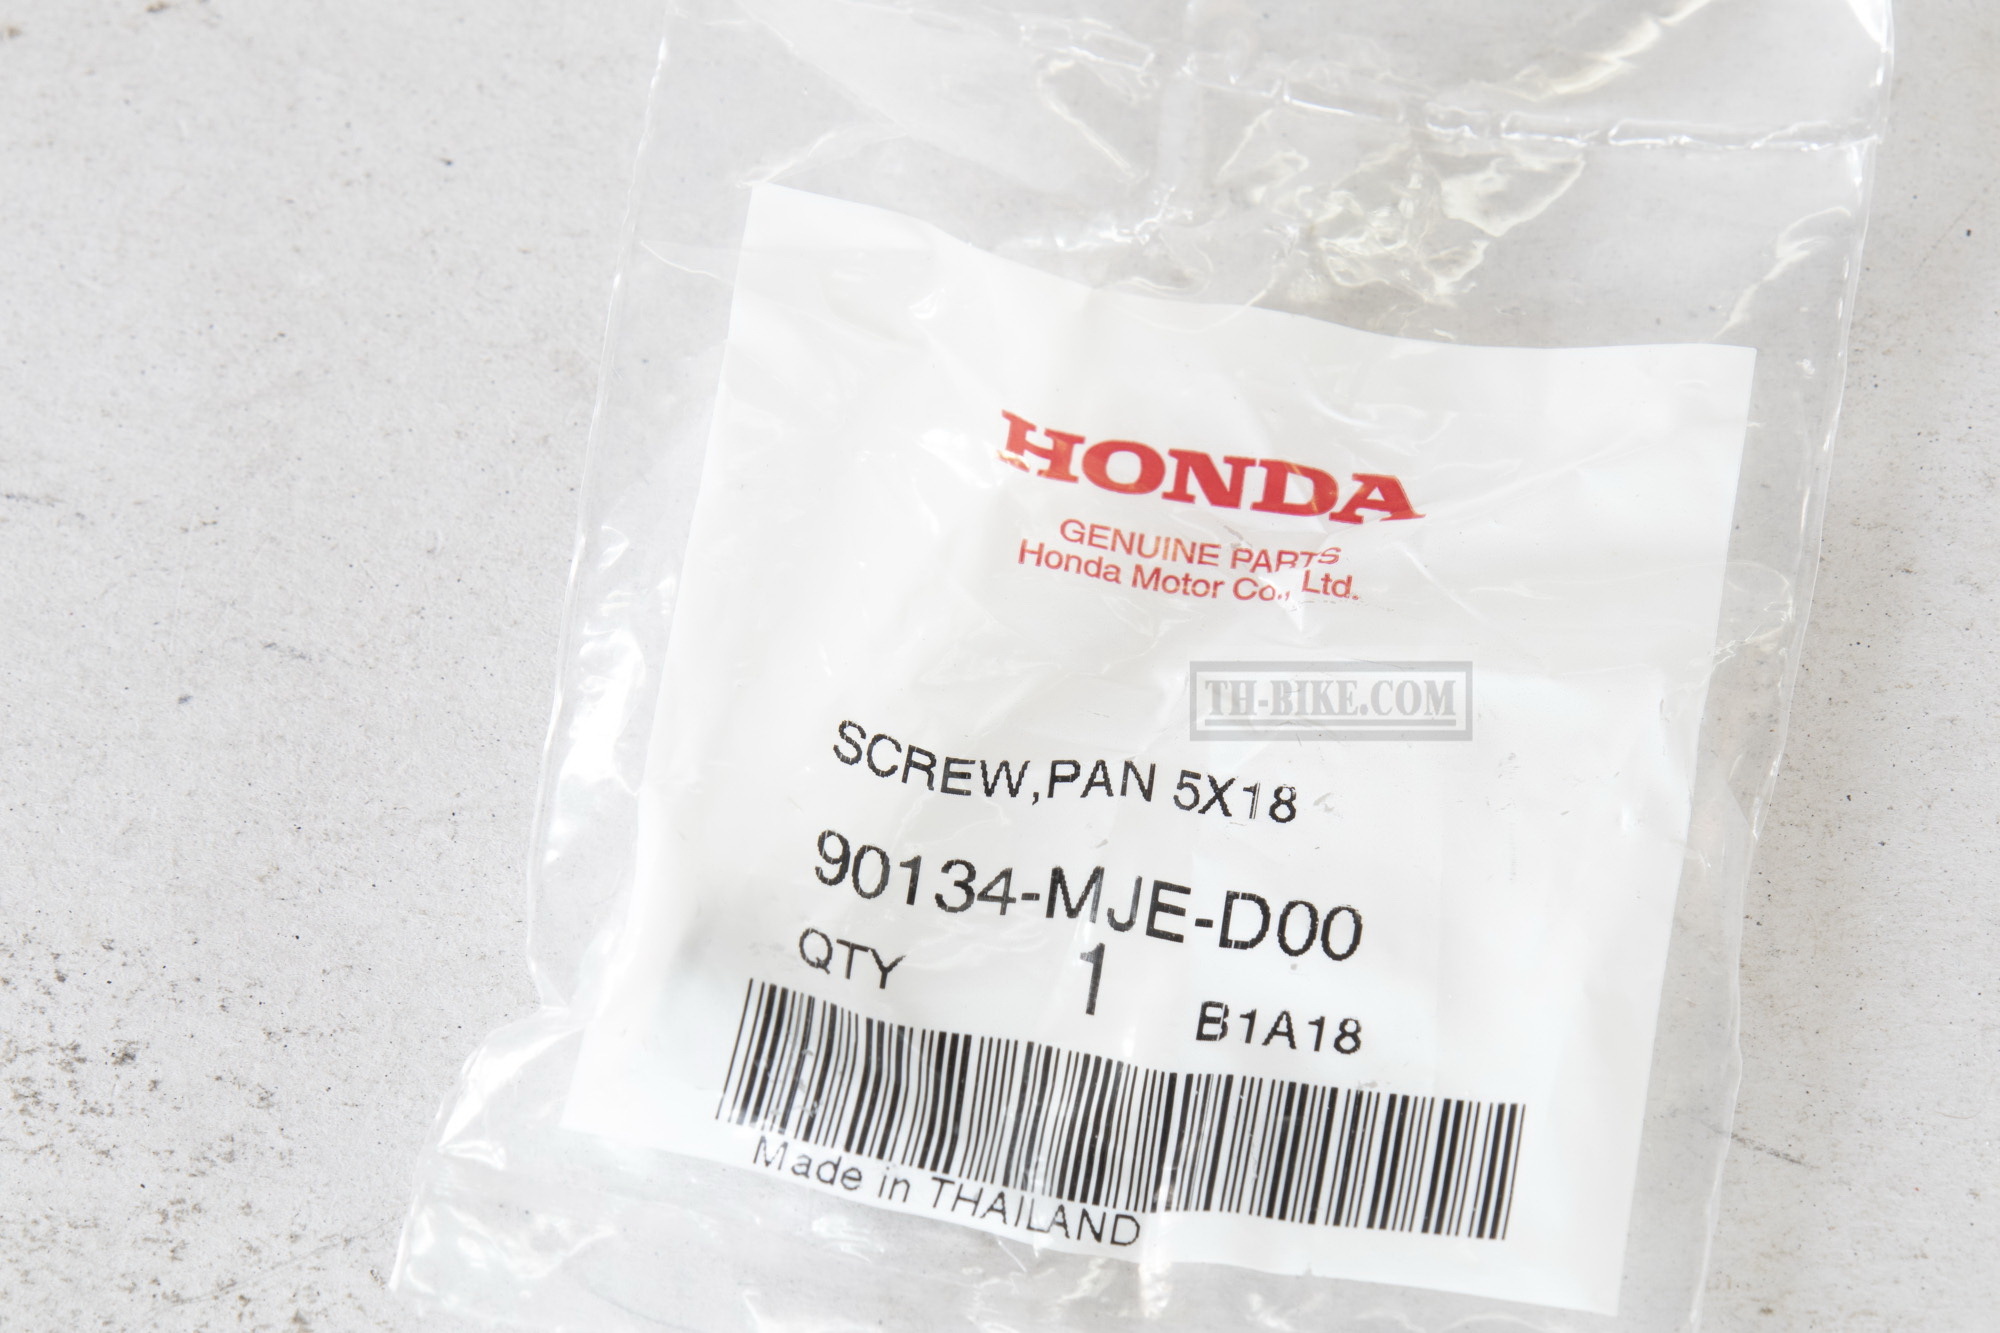 HONDA
GENUINE PARTS
Honda Motor Co., Ltd.
TH-BIKE.COM
SCREW,PAN 5X18
90134-MJE-D00
QTY 1 B1A18
Made in THAILAND